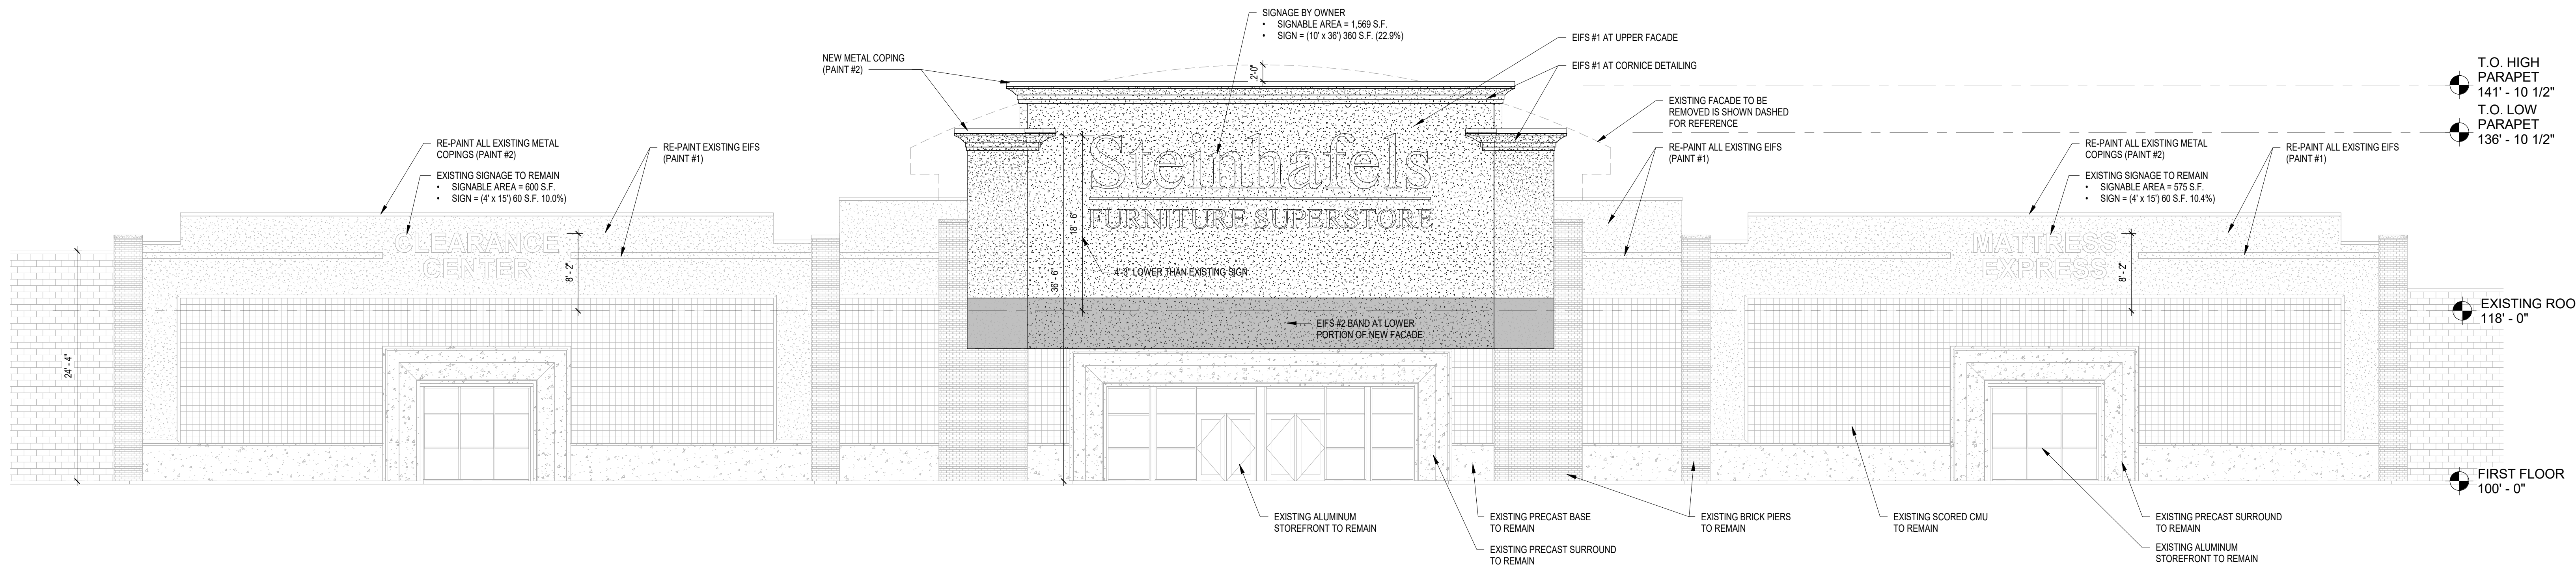 SIGNAGE BY OWNER
• SIGNABLE AREA = 1,569 S.F.
• SIGN = (10' x 36') 360 S.F. (22.9%)
EIFS #1 AT UPPER FACADE
NEW METAL COPING
(PAINT #2)
2'-0"
EIFS #1 AT CORNICE DETAILING
T.O. HIGH
PARAPET
141' - 10 1/2"
EXISTING FACADE TO BE
REMOVED IS SHOWN DASHED
FOR REFERENCE
T.O. LOW
PARAPET
136' - 10 1/2"
RE-PAINT ALL EXISTING METAL
COPINGS (PAINT #2)
RE-PAINT EXISTING EIFS
(PAINT #1)
EXISTING SIGNAGE TO REMAIN
• SIGNABLE AREA = 600 S.F.
• SIGN = (4' x 15') 60 S.F. 10.0%)
Steinhafels
FURNITURE SUPERSTORE
RE-PAINT ALL EXISTING EIFS
(PAINT #1)
RE-PAINT ALL EXISTING METAL
COPINGS (PAINT #2)
RE-PAINT ALL EXISTING EIFS
(PAINT #1)
EXISTING SIGNAGE TO REMAIN
• SIGNABLE AREA = 575 S.F.
• SIGN = (4' x 15') 60 S.F. 10.4%)
CLEARANCE
CENTER
8' - 2"
18' - 6"
36' - 6"
4'-3" LOWER THAN EXISTING SIGN
MATTRESS
EXPRESS
8' - 2"
EXISTING ROO
118' - 0"
EIFS #2 BAND AT LOWER
PORTION OF NEW FACADE
24' - 4"
FIRST FLOOR
100' - 0"
EXISTING ALUMINUM
STOREFRONT TO REMAIN
EXISTING PRECAST BASE
TO REMAIN
EXISTING PRECAST SURROUND
TO REMAIN
EXISTING BRICK PIERS
TO REMAIN
EXISTING SCORED CMU
TO REMAIN
EXISTING PRECAST SURROUND
TO REMAIN
EXISTING ALUMINUM
STOREFRONT TO REMAIN